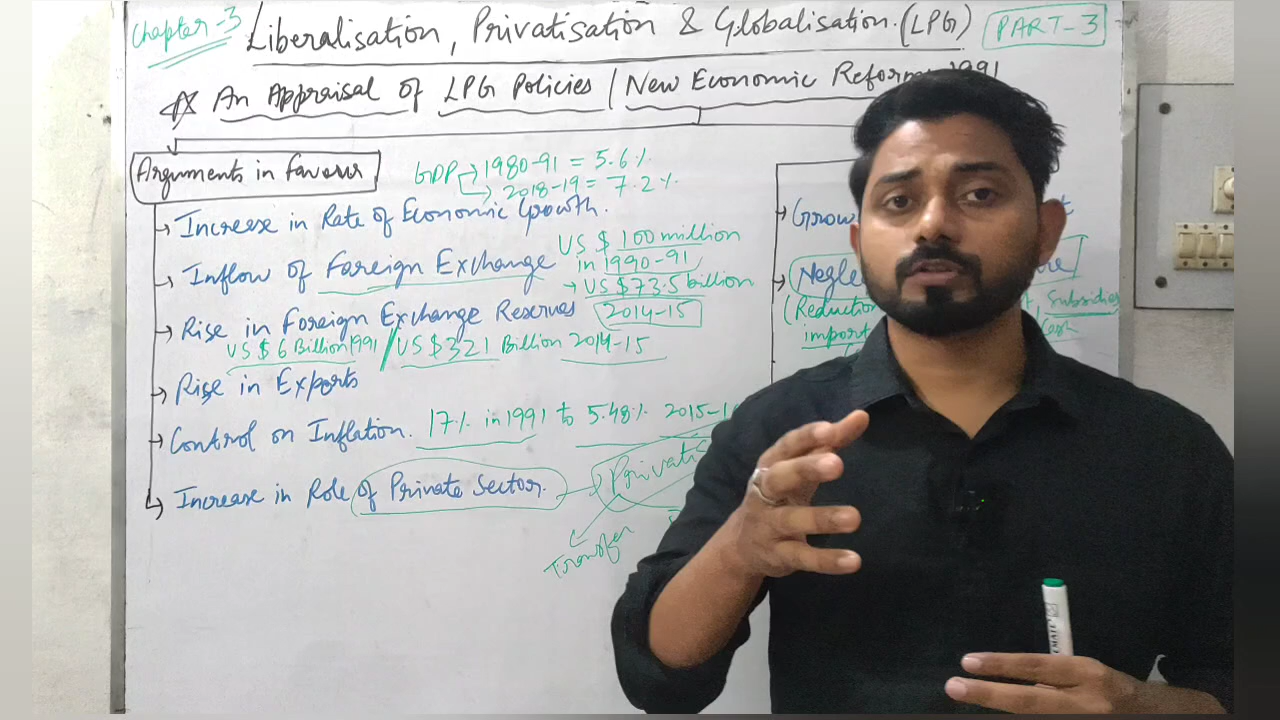 Chapter-3
Liberalisation, Privatisation & Globalisation.(LPG)
PART-3
An Appraisal of LPG Policies / New Economic Reforms 1991
Arguments in favour
GDP → 1980-91 = 5.6%
→ 2018-19 = 7.2%
→ Increase in Rate of Economic Growth.
→ Inflow of Foreign Exchange
US $ 100 million
in 1990-91
→ US $ 73.5 billion
2014-15
→ Rise in Foreign Exchange Reserves
US $ 6 Billion 1991 / US $ 321 Billion 2014-15
→ Rise in Exports
→ Control on Inflation. 17% in 1991 to 5.48% 2015-1
→ Increase in Role of Private Sector.
Privatis
Transfer
→ Grow
→ Negle
(Reduction
Subsidies
import
Cash